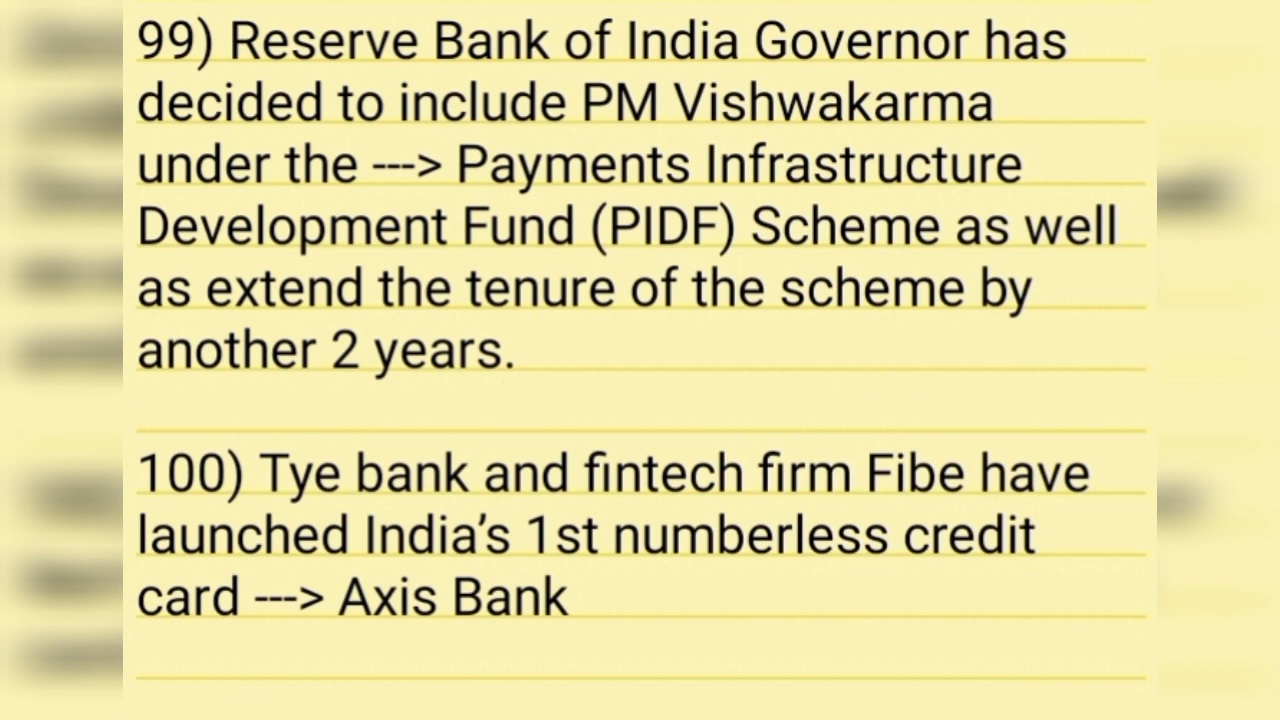 99) Reserve Bank of India Governor has
decided to include PM Vishwakarma
under the ---> Payments Infrastructure
Development Fund (PIDF) Scheme as well
as extend the tenure of the scheme by
another 2 years.
100) Tye bank and fintech firm Fibe have
launched India’s 1st numberless credit
card ---> Axis Bank